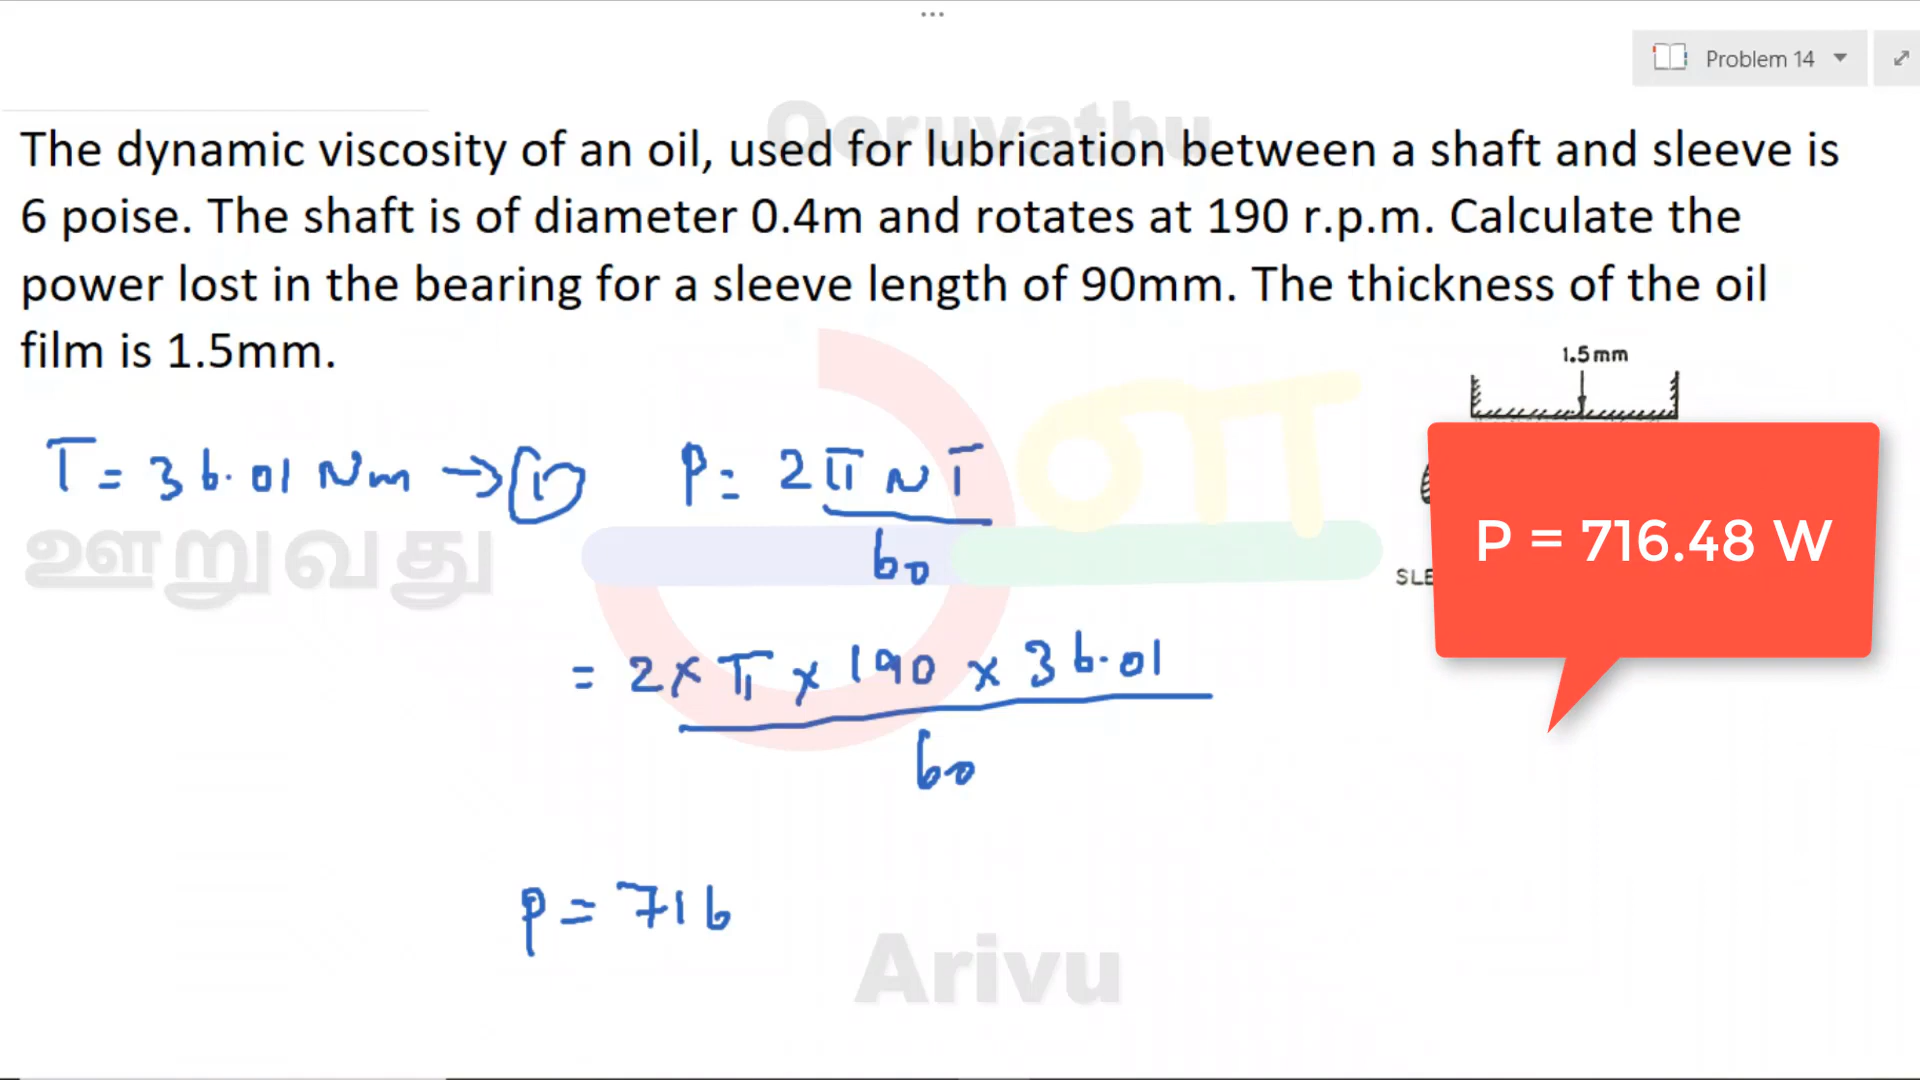 ...
Problem 14
Ooruvathu
The dynamic viscosity of an oil, used for lubrication between a shaft and sleeve is
6 poise. The shaft is of diameter 0.4m and rotates at 190 r.p.m. Calculate the
power lost in the bearing for a sleeve length of 90mm. The thickness of the oil
film is 1.5mm.
1.5mm
T = 36.01 Nm → ①
P = 2πNT
60
ஊறுவது
SLE
P = 716.48 W
= 2 x π x 190 x 36.01
60
P = 716
Arivu